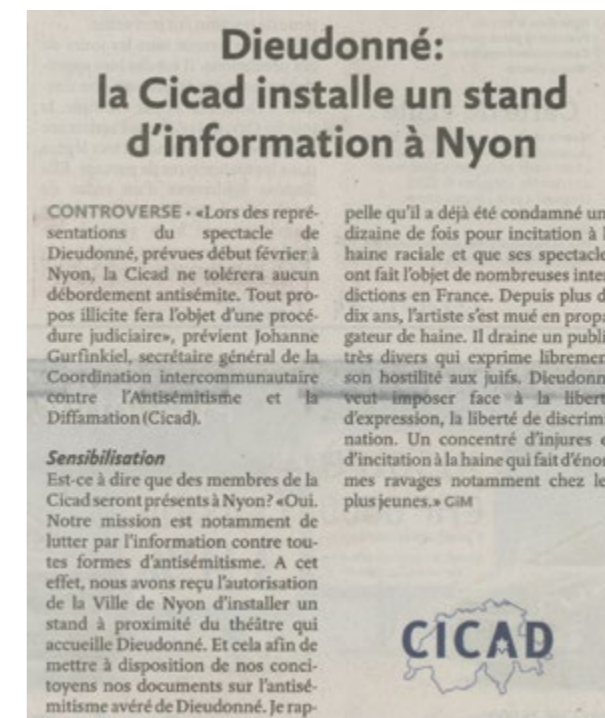 Dieudonné:
la Cicad installe un stand
d'information à Nyon
CONTROVERSE - «Lors des repré-
sentations du spectacle de
Dieudonné, prévues début février à
Nyon, la Cicad ne tolérera aucun
débordement antisémite. Tout pro-
pos illicite fera l'objet d'une procé-
dure judiciaire», prévient Johanne
Gurfinkiel, secrétaire général de la
Coordination intercommunautaire
contre l'Antisémitisme et la
Diffamation (Cicad).
Sensibilisation
Est-ce à dire que des membres de la
Cicad seront présents à Nyon? «Oui.
Notre mission est notamment de
lutter par l'information contre tou-
tes formes d'antisémitisme. A cet
effet, nous avons reçu l'autorisation
de la Ville de Nyon d'installer un
stand à proximité du théâtre qui
accueille Dieudonné. Et cela afin de
mettre à disposition de nos conci-
toyens nos documents sur l'antisé-
mitisme avéré de Dieudonné. Je rap-
pelle qu'il a déjà été condamné un
dizaine de fois pour incitation à l
haine raciale et que ses spectacle
ont fait l'objet de nombreuses inter
dictions en France. Depuis plus d
dix ans, l'artiste s'est mué en propa
gateur de haine. Il draine un publi
très divers qui exprime libremen
son hostilité aux juifs. Dieudonn
veut imposer face à la libert
d'expression, la liberté de discrimi
nation. Un concentré d'injures e
d'incitation à la haine qui fait d'énor
mes ravages notamment chez le
plus jeunes.» GIM
CICAD